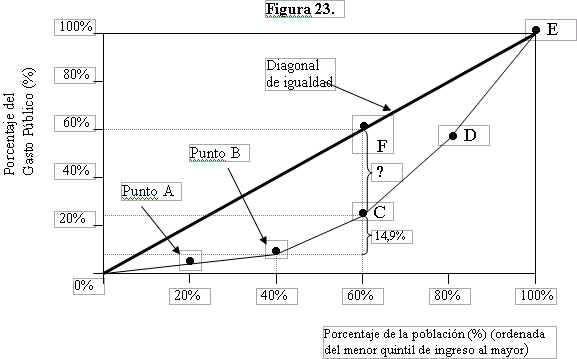 Figura 23.
100%
80%
60%
40%
20%
0%
Porcentaje del
Gasto Público (%)
Diagonal
de igualdad
Punto B
Punto A
E
D
F
?
C
14,9%
20%
40%
60%
80%
100%
Porcentaje de la población (%) (ordenada
del menor quintil de ingreso al mayor)